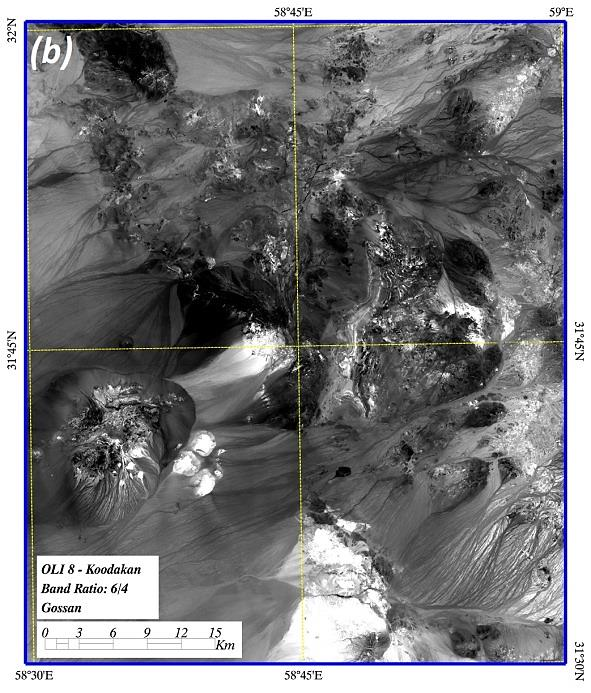 58°45'E
59°E
32°N
(b)
31°45'N
31°45'N
OLI 8 - Koodakan
Band Ratio: 6/4
Gossan
0 3 6 9 12 15
Km
31°30'N
58°30'E
58°45'E